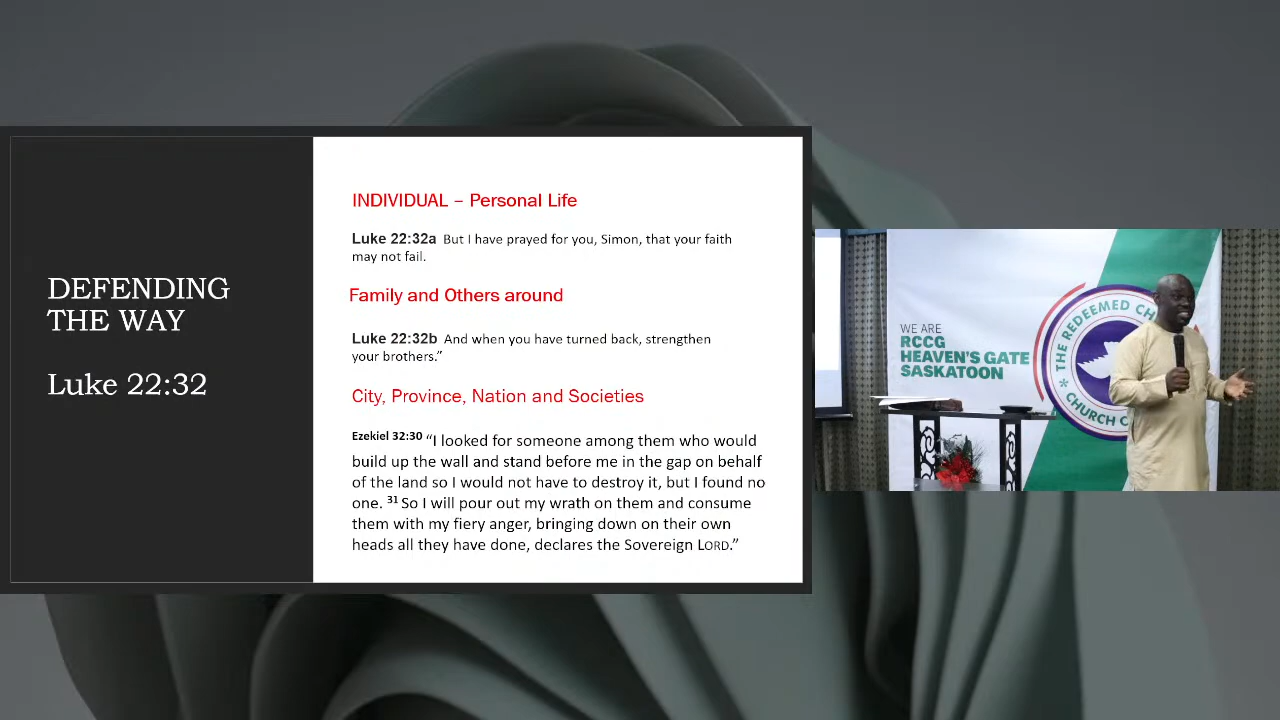 DEFENDING
THE WAY
Luke 22:32
INDIVIDUAL – Personal Life
Luke 22:32a But I have prayed for you, Simon, that your faith
may not fail.
Family and Others around
Luke 22:32b And when you have turned back, strengthen
your brothers.”
City, Province, Nation and Societies
Ezekiel 32:30 “I looked for someone among them who would
build up the wall and stand before me in the gap on behalf
of the land so I would not have to destroy it, but I found no
one. 31 So I will pour out my wrath on them and consume
them with my fiery anger, bringing down on their own
heads all they have done, declares the Sovereign LORD.”
WE ARE
RCCG
HEAVEN'S GATE
SASKATOON
THE REDEEMED CH
CHURCH